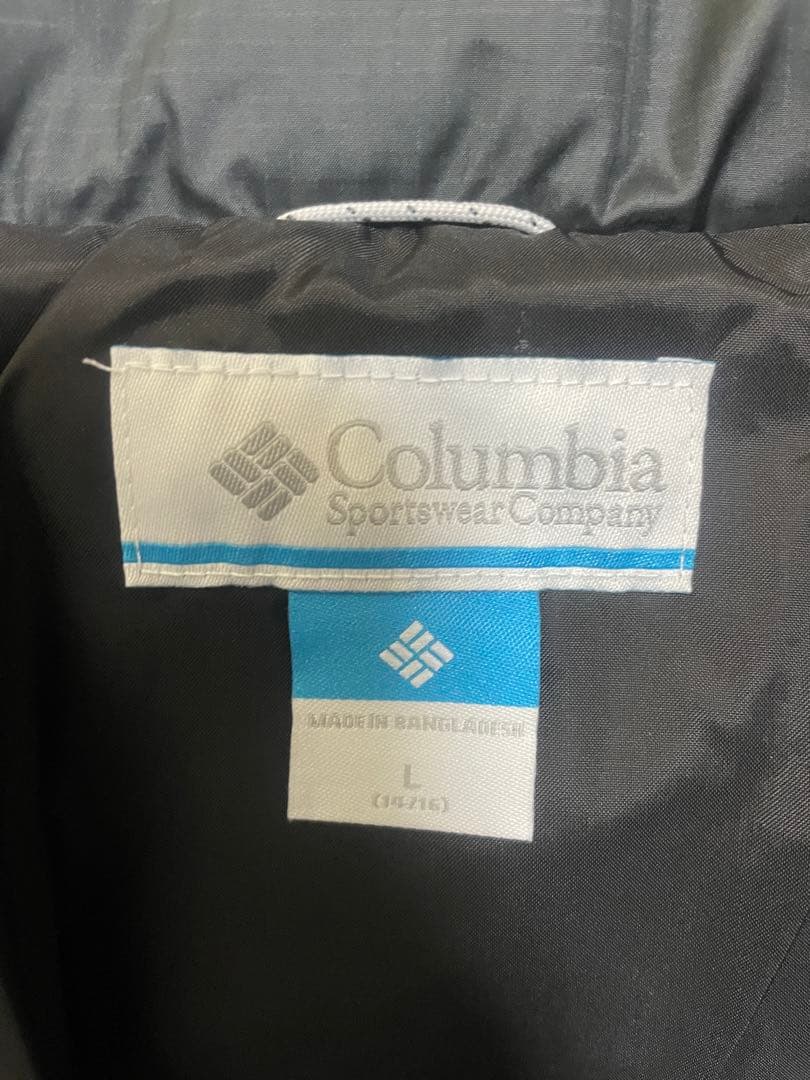 Columbia
Sportswear Company
MADE IN BANGLADESH
L
(14/16)